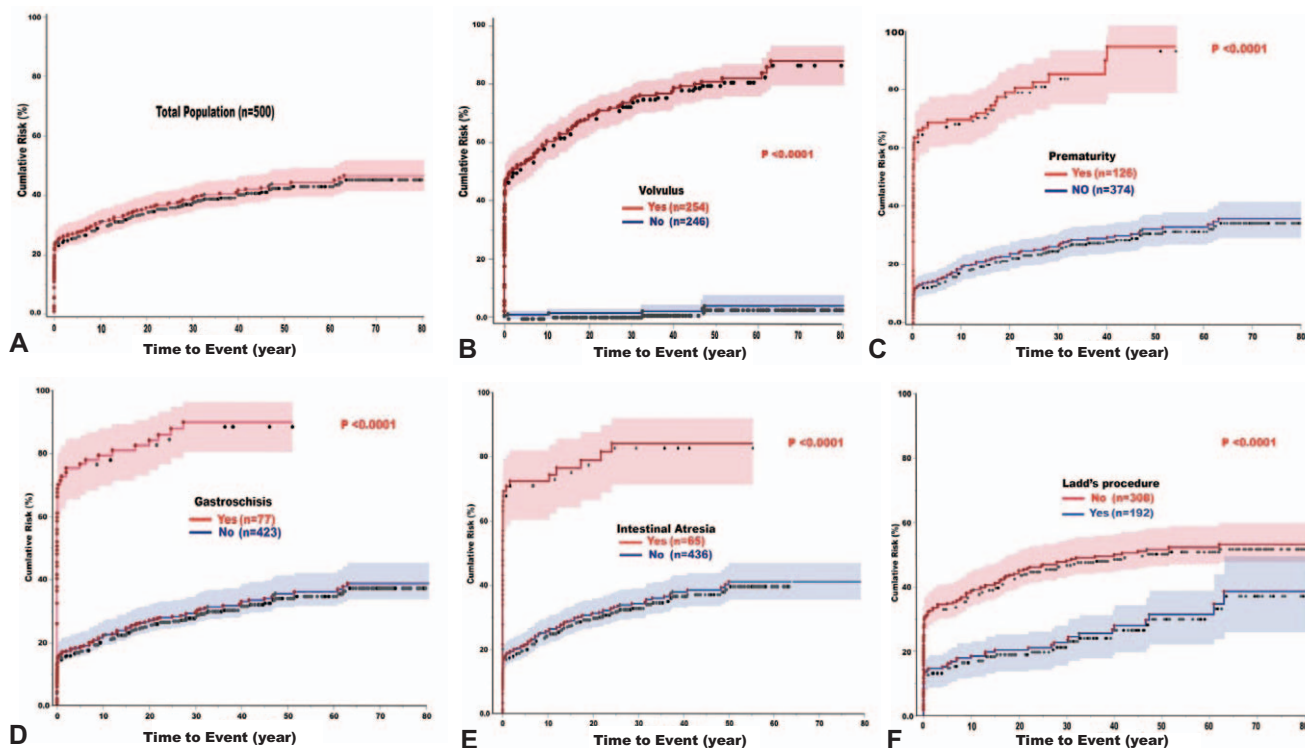 100
80
60
40
20
0.0
Cumlative Risk (%)
Total Population (n=500)
0 10 20 30 40 50 60 70 80
Time to Event (year)
A
100
80
60
40
20
0.0
Cumlative Risk (%)
P <0.0001
Volvulus
Yes (n=254)
No (n=246)
0 10 20 30 40 50 60 70 80
Time to Event (year)
B
100
80
60
40
20
0.0
Cumlative Risk (%)
P <0.0001
Prematurity
Yes (n=126)
NO (n=374)
0 10 20 30 40 50 60 70 80
Time to Event (year)
C
100
80
60
40
20
0.0
Cumlative Risk (%)
P <0.0001
Gastroschisis
Yes (n=77)
No (n=423)
0 10 20 30 40 50 60 70 80
Time to Event (year)
D
100
80
60
40
20
0.0
Cumlative Risk (%)
P <0.0001
Intestinal Atresia
Yes (n=65)
No (n=436)
0 10 20 30 40 50 60 70 80
Time to Event (year)
E
100
80
60
40
20
0.0
Cumlative Risk (%)
P <0.0001
Ladd's procedure
No (n=308)
Yes (n=192)
0 10 20 30 40 50 60 70 80
Time to Event (year)
F